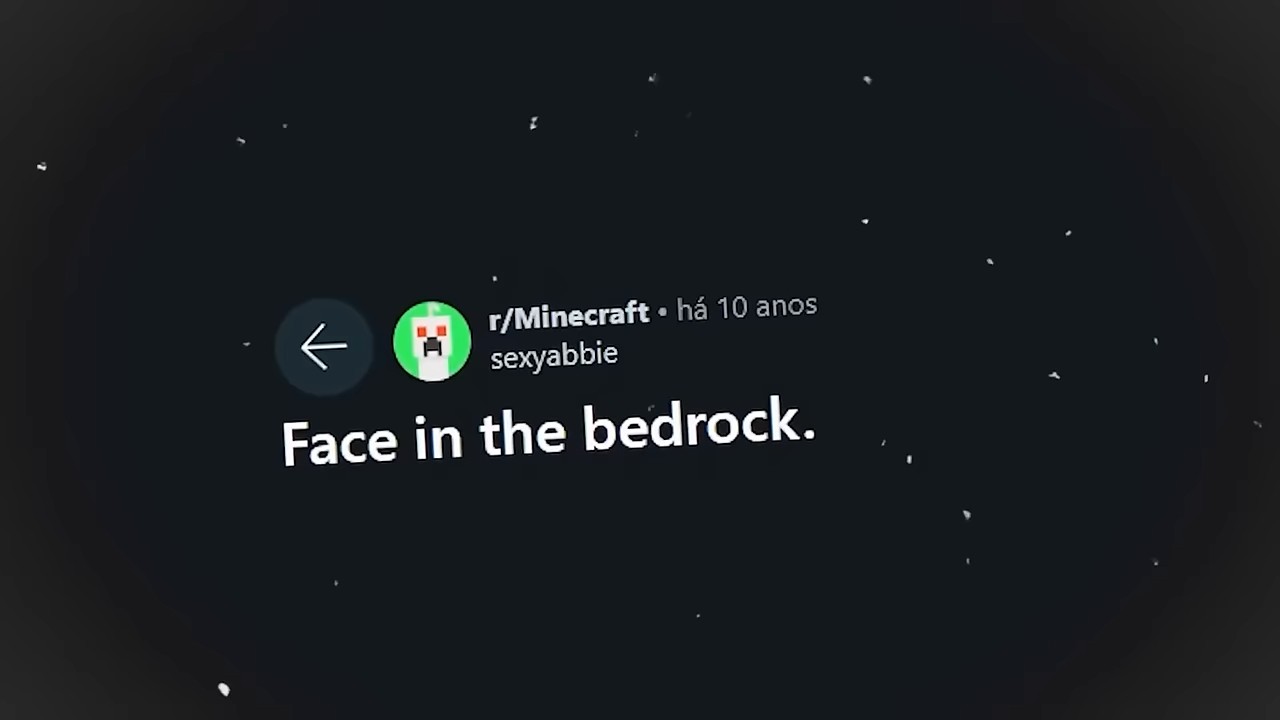 r/Minecraft • há 10 anos
sexyabbie
Face in the bedrock.